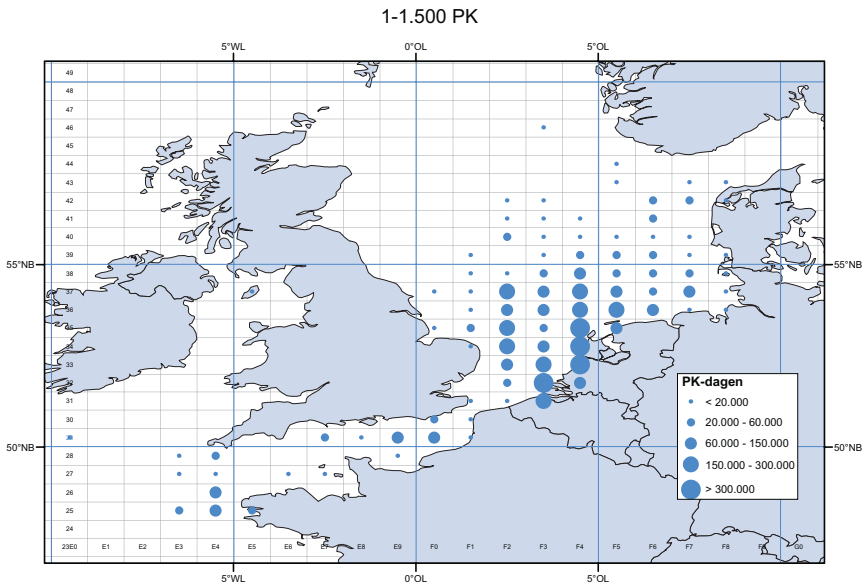 1-1.500 PK
5°WL 0°OL 5°OL
49
48
47
46
45
44
43
42
41
40
39
55°NB 55°NB
38
37
36
35
34
33
32
31
30
50°NB 50°NB
28
27
26
25
24
23E0 E1 E2 E3 E4 E5 E6 E7 E8 E9 F0 F1 F2 F3 F4 F5 F6 F7 F8 F9 G0
5°WL 0°OL 5°OL
PK-dagen
< 20.000
20.000 - 60.000
60.000 - 150.000
150.000 - 300.000
> 300.000